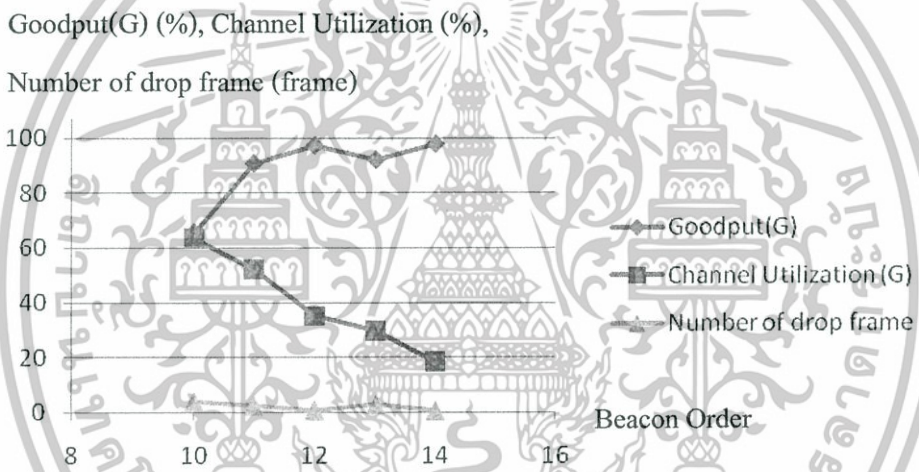 Goodput(G) (%), Channel Utilization (%),
Number of drop frame (frame)
100
80
60
40
20
0
8 10 12 14 16
Beacon Order
Goodput(G)
Channel Utilization (G)
Number of drop frame